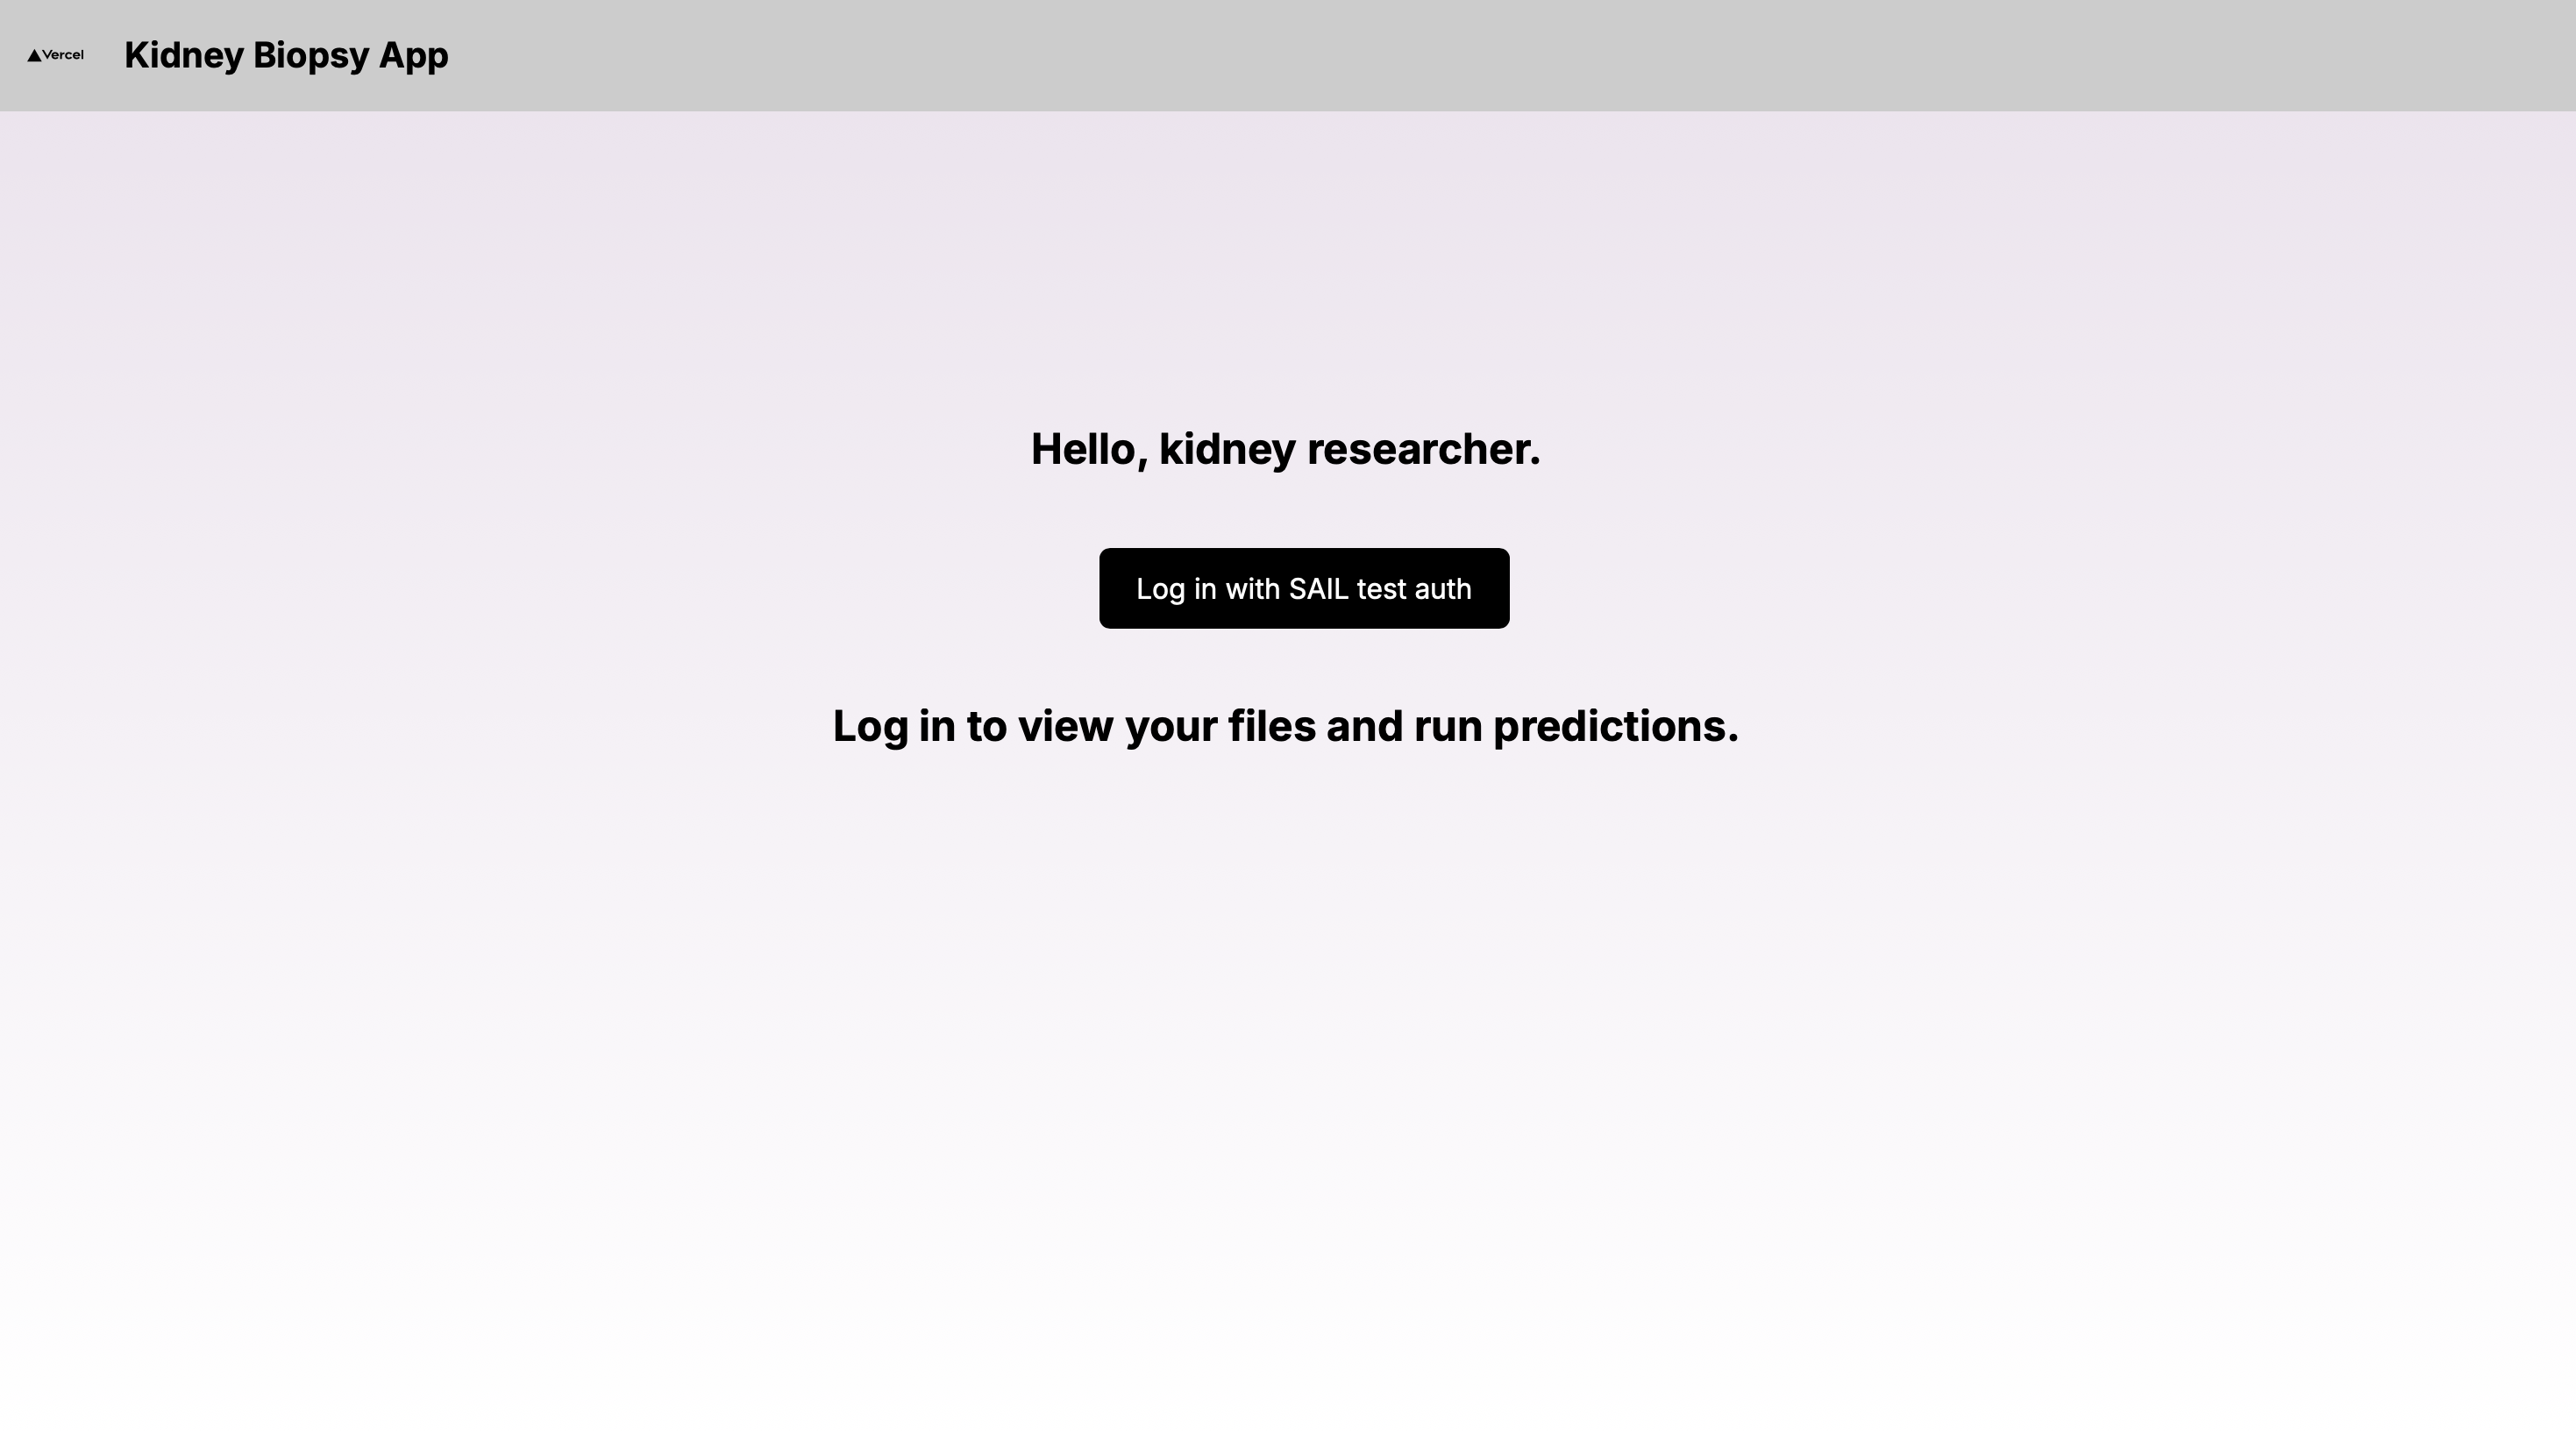 Vercel
Kidney Biopsy App
Hello, kidney researcher.
Log in with SAIL test auth
Log in to view your files and run predictions.